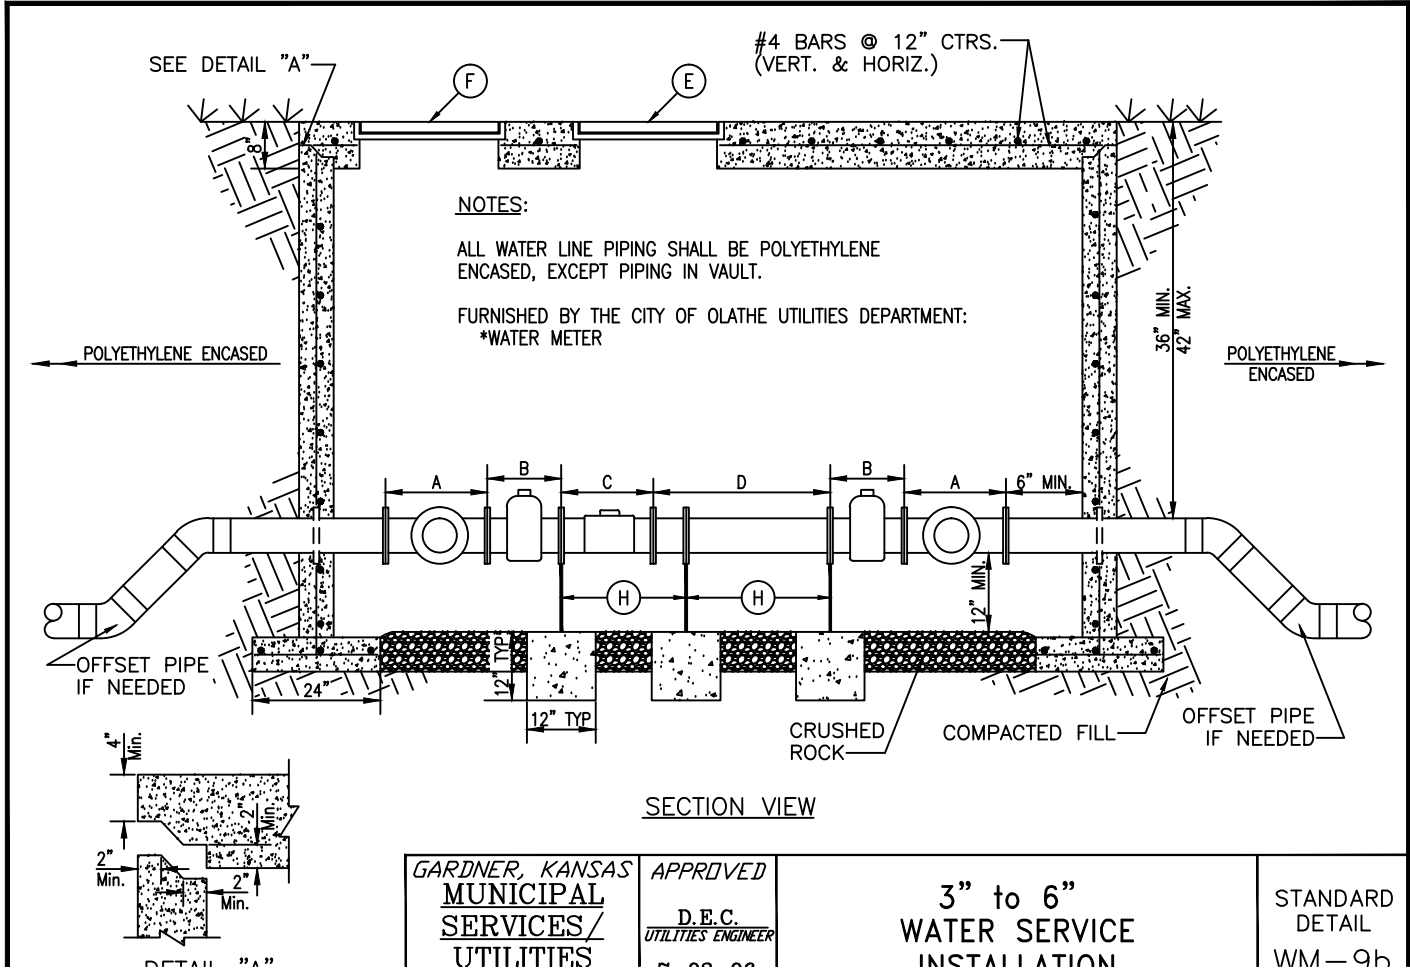 SEE DETAIL "A"
F
E
#4 BARS @ 12" CTRS.
(VERT. & HORIZ.)
8"
NOTES:
ALL WATER LINE PIPING SHALL BE POLYETHYLENE
ENCASED, EXCEPT PIPING IN VAULT.
FURNISHED BY THE CITY OF OLATHE UTILITIES DEPARTMENT:
*WATER METER
36" MIN.
42" MAX.
POLYETHYLENE ENCASED
POLYETHYLENE
ENCASED
A
B
C
D
B
A
6" MIN.
H
H
12" MIN.
12" TYP
12" TYP
24"
OFFSET PIPE
IF NEEDED
CRUSHED
ROCK
COMPACTED FILL
OFFSET PIPE
IF NEEDED
4"
Min.
2"
Min.
2"
Min.
2"
Min.
DETAIL "A"
SECTION VIEW
GARDNER, KANSAS
MUNICIPAL
SERVICES/
UTILITIES
APPROVED
D.E.C.
UTILITIES ENGINEER
3" to 6"
WATER SERVICE
INSTALLATION
STANDARD
DETAIL
WM-9b